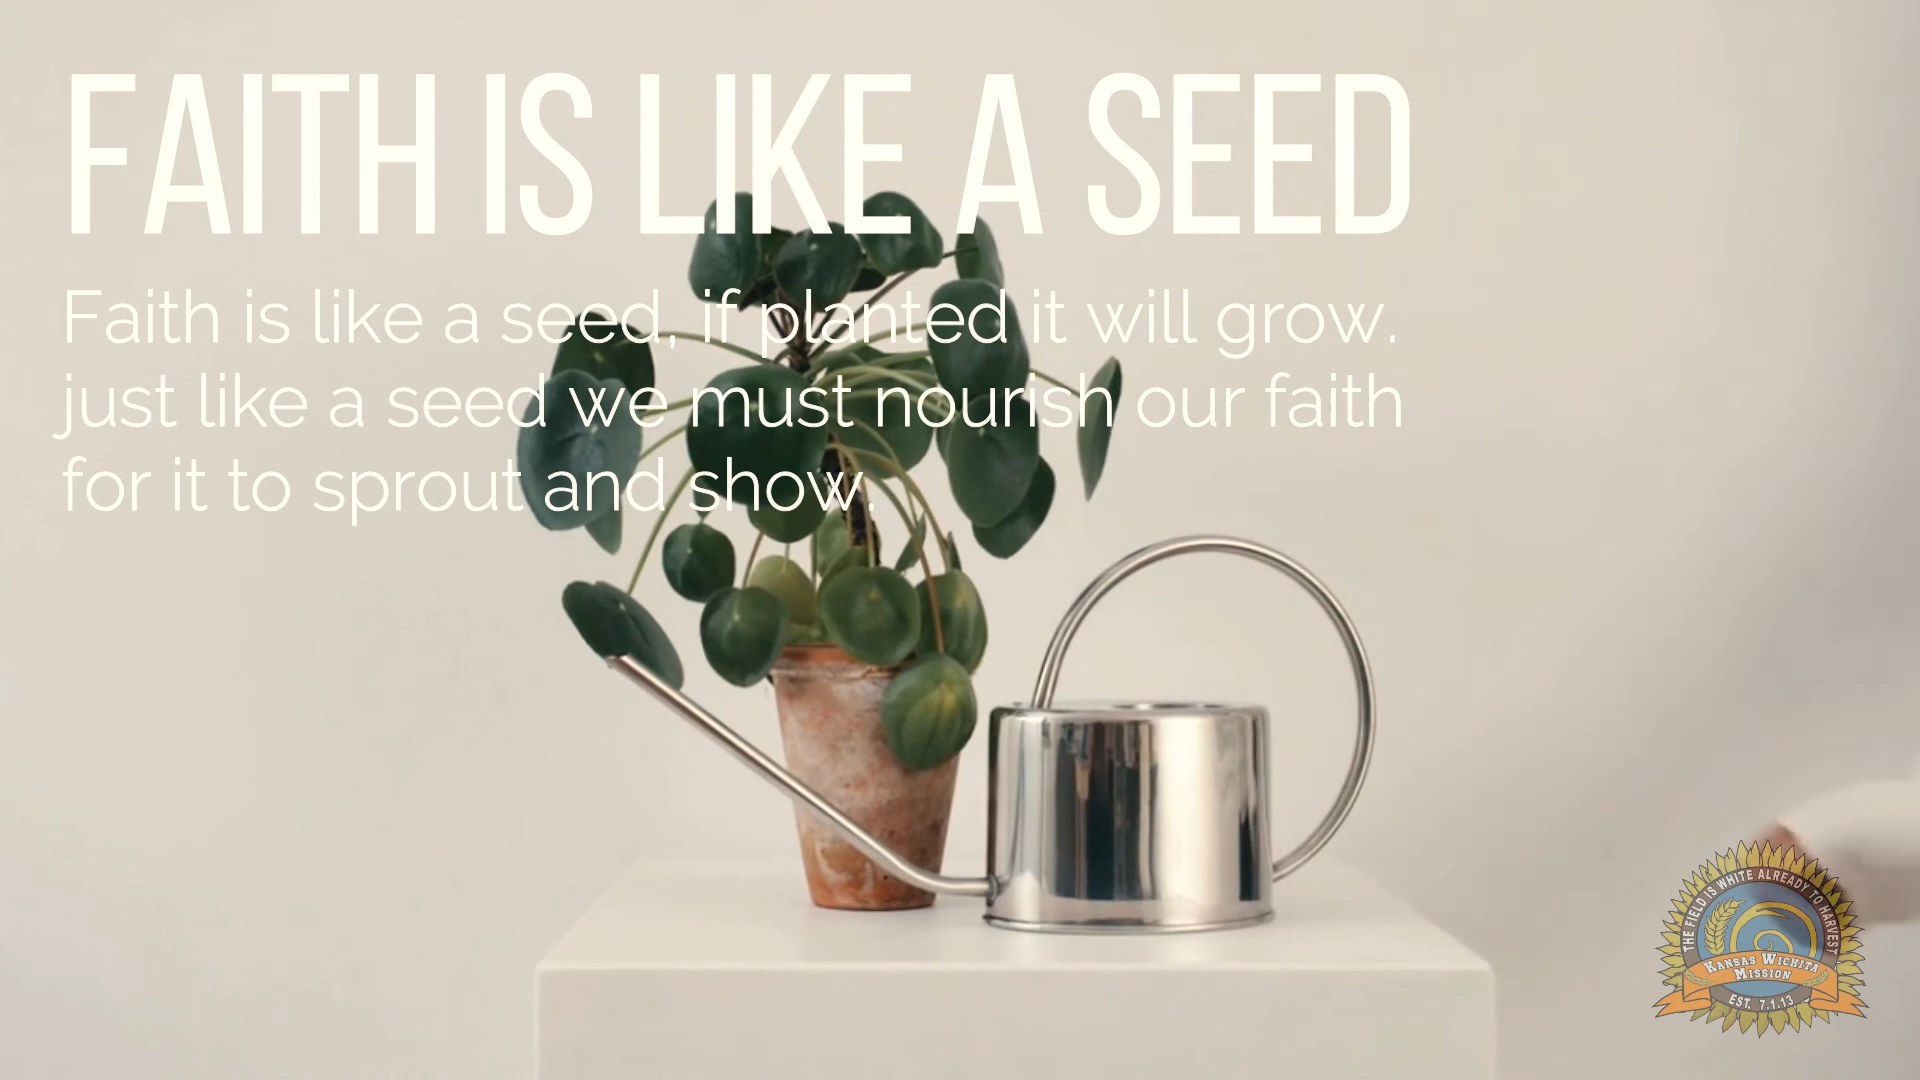 FAITH IS LIKE A SEED
Faith is like a seed, if planted it will grow.
just like a seed we must nourish our faith
for it to sprout and show.
THE FIELD IS WHITE ALREADY TO HARVEST
KANSAS WICHITA
MISSION
EST. 7.1.13